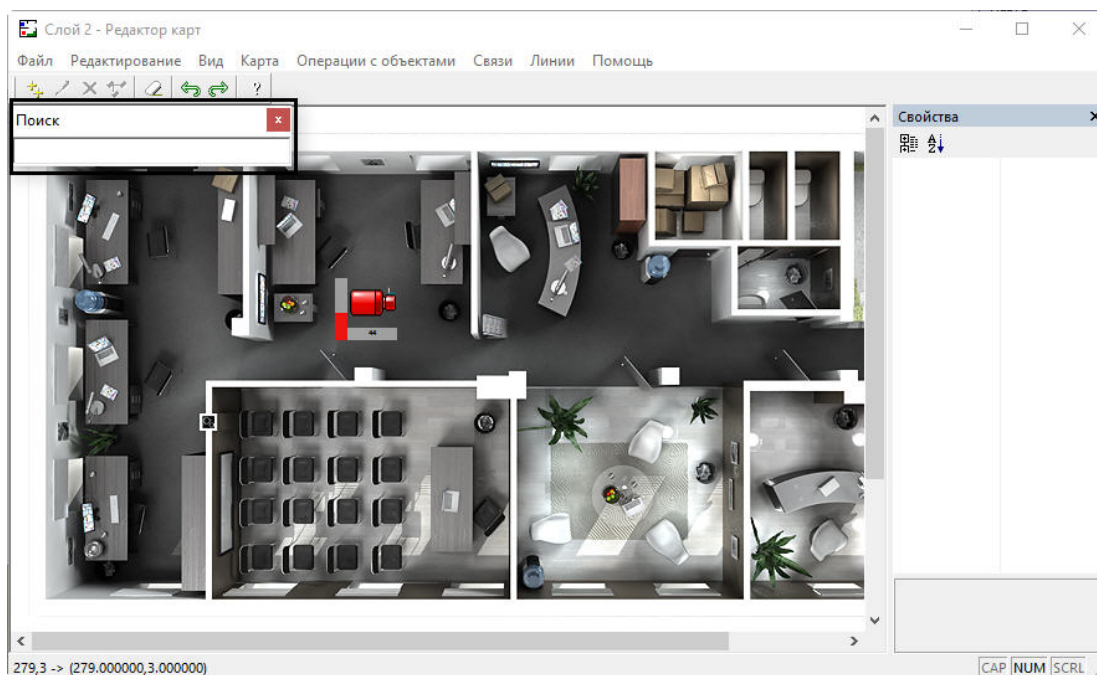 Слой 2 - Редактор карт
Файл Редактирование Вид Карта Операции с объектами Связи Линии Помощь
?
Поиск
x
Свойства
A
Z
44
279,3 -> (279.000000,3.000000)
CAP NUM SCRL